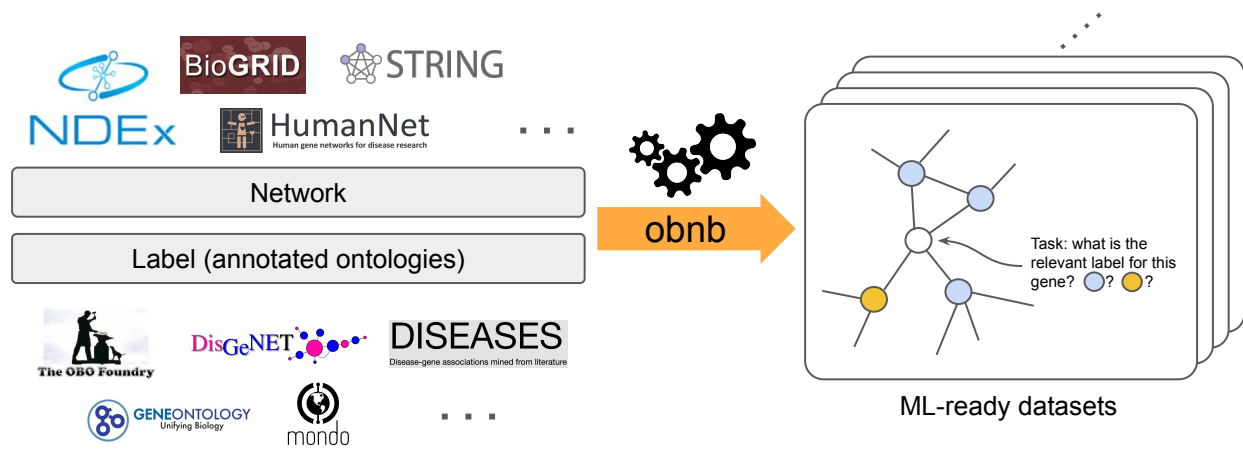 NDEx
BioGRID
STRING
HumanNet
Human gene networks for disease research
. . .
Network
Label (annotated ontologies)
The OBO Foundry
DisGeNET
DISEASES
Disease-gene associations mined from literature
GENEONTOLOGY
Unifying Biology
mondo
. . .
obnb
Task: what is the
relevant label for this
gene? ? ?
ML-ready datasets